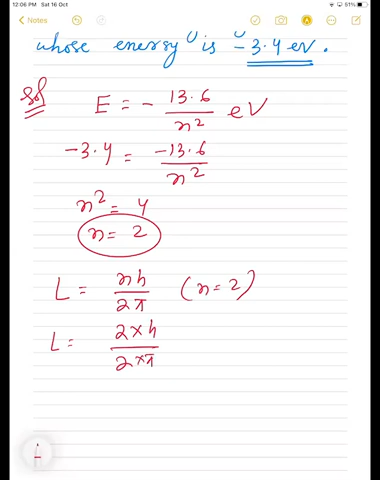 12:06 PM Sat 16 Oct
51%
Notes
whose energy is -3.4 eV.
Sol
E = - 13.6 / n² eV
-3.4 = -13.6 / n²
n² = 4
n = 2
L = nh / 2π (n = 2)
L = 2 × h / 2 × π